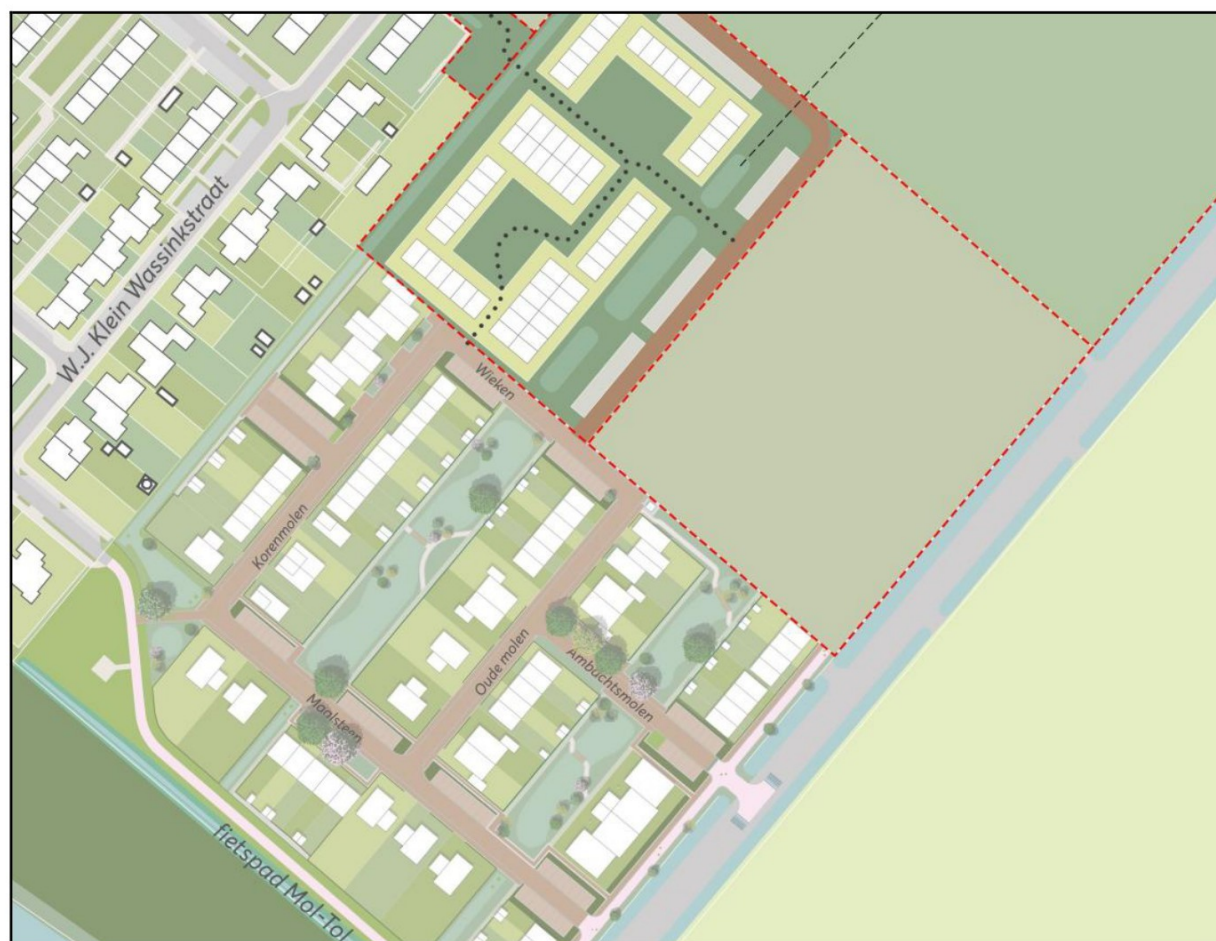 W.J. Klein Wassinkstraat
Wieken
Korenmolen
Oude molen
Ambachtsmolen
Maalsteen
fietspad Mol-Tol